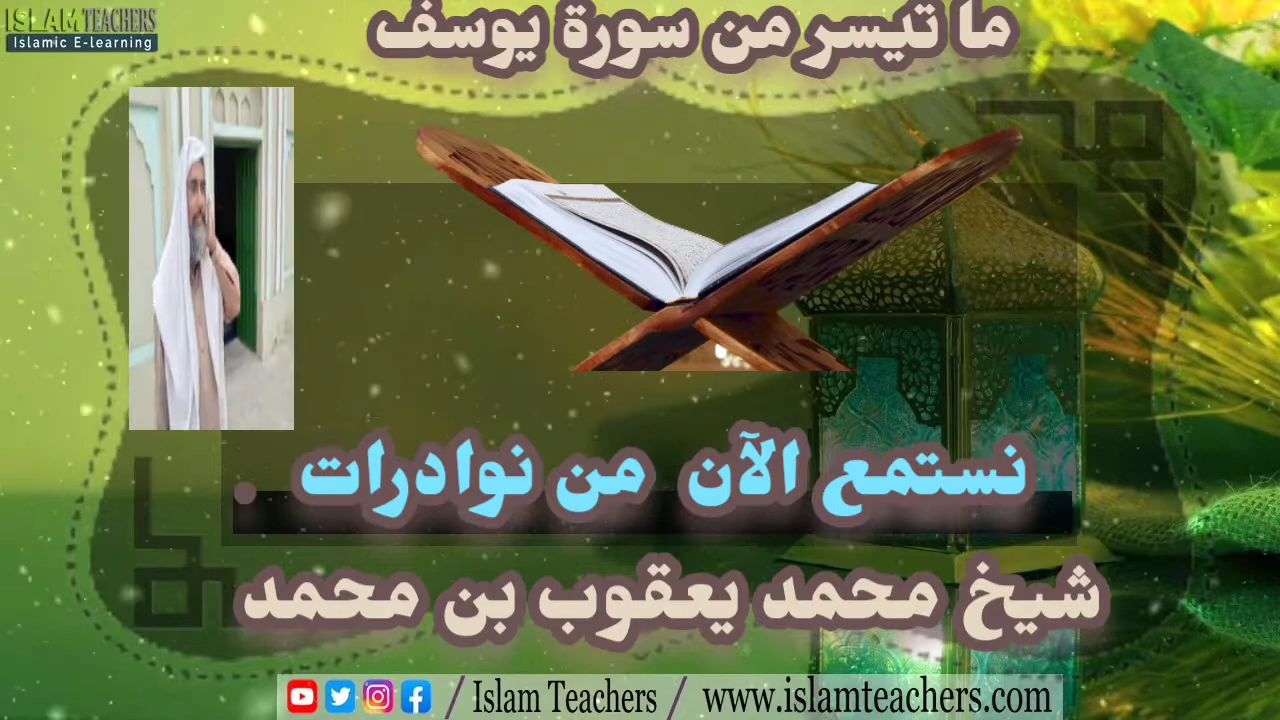 ISLAM TEACHERS
Islamic E-learning
ما تيسر من سورة يوسف
نستمع الآن من نوادرات .
شيخ محمد يعقوب بن محمد
/ Islam Teachers / www.islamteachers.com